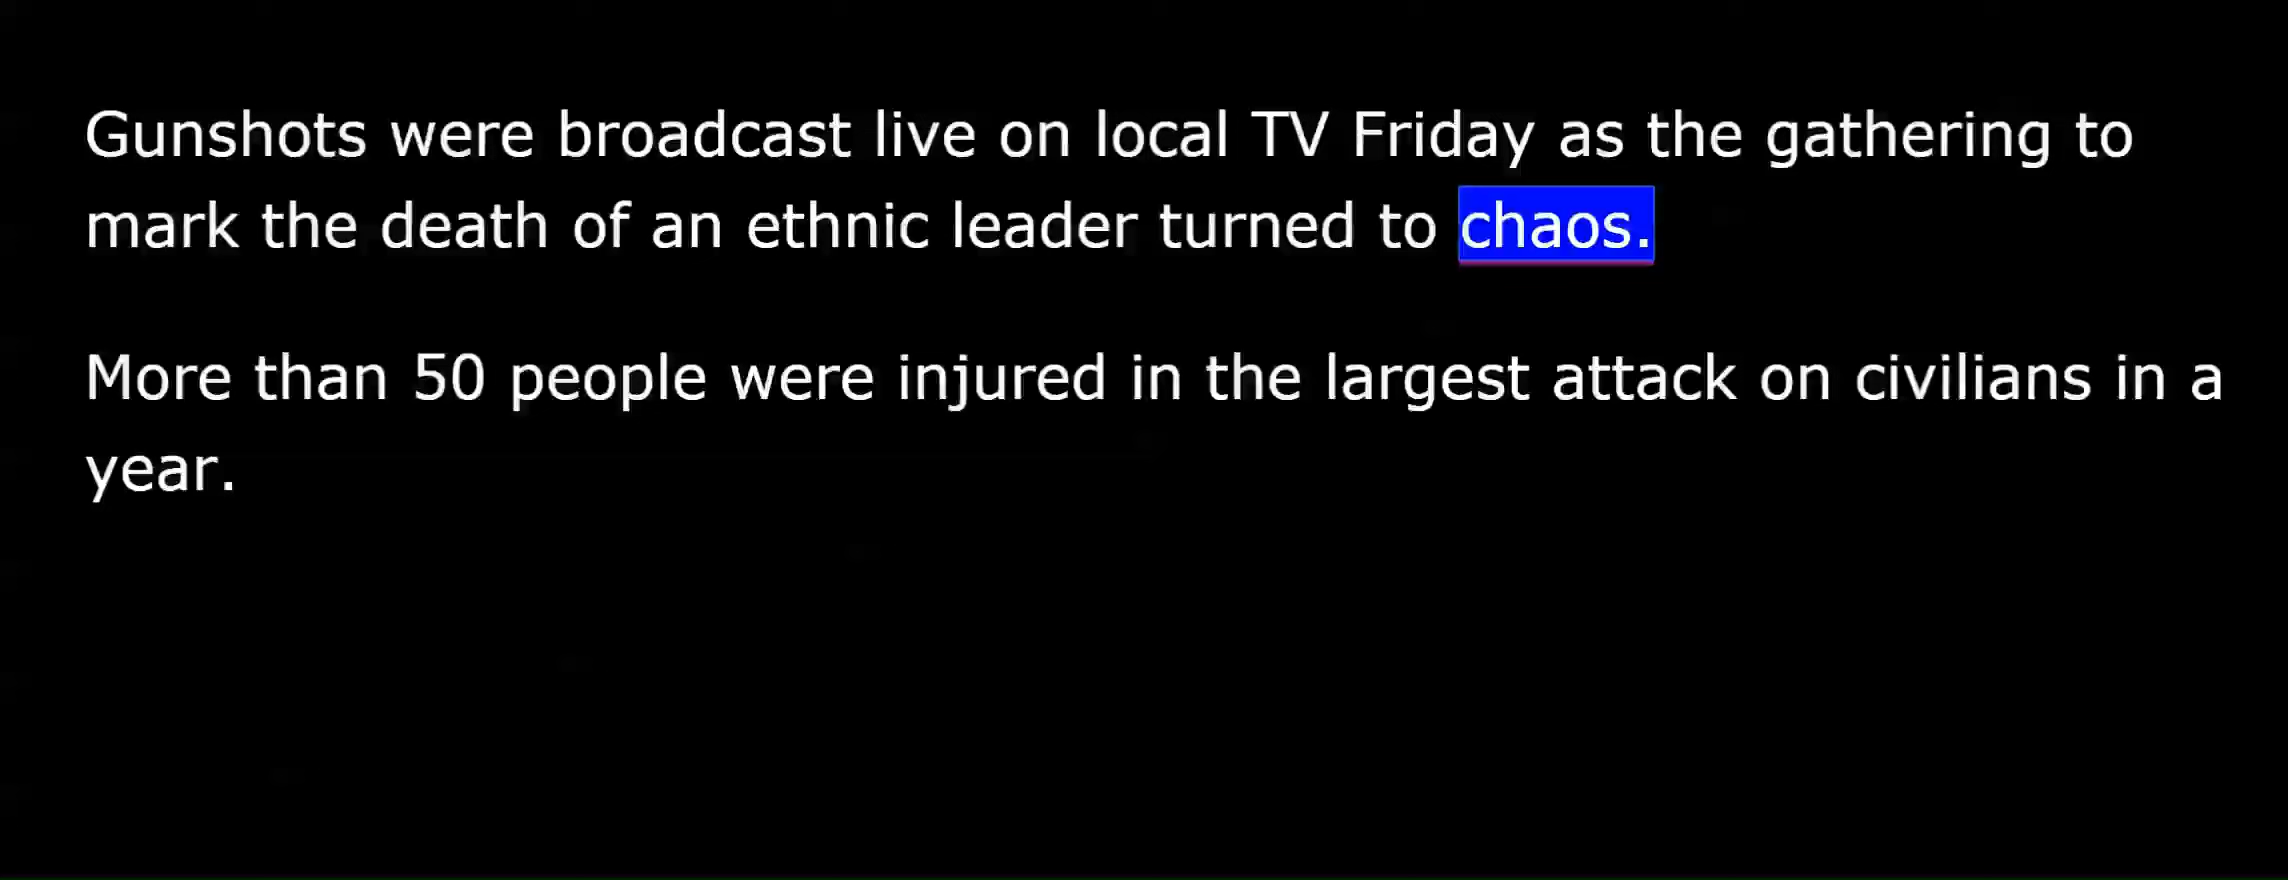 Gunshots were broadcast live on local TV Friday as the gathering to
mark the death of an ethnic leader turned to chaos.
More than 50 people were injured in the largest attack on civilians in a
year.